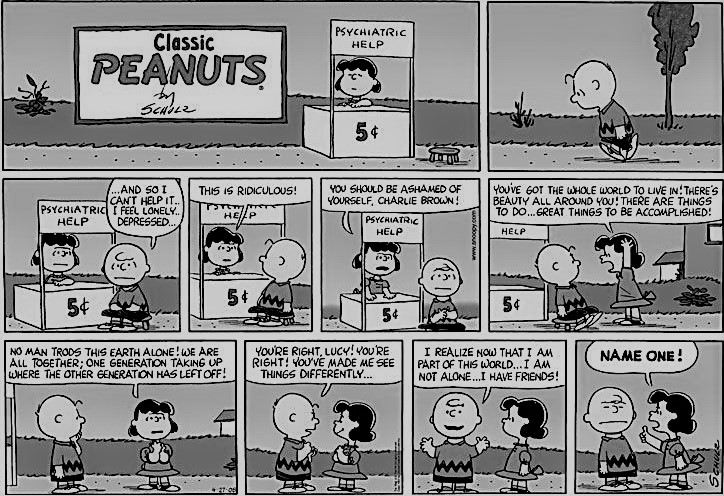 Classic
PEANUTS
by
SCHULZ
PSYCHIATRIC
HELP
5¢
...AND SO I
CAN'T HELP IT..
I FEEL LONELY..
DEPRESSED...
PSYCHIATRIC
HELP
5¢
THIS IS RIDICULOUS!
PSYCHIATRIC
HELP
5¢
YOU SHOULD BE ASHAMED OF
YOURSELF, CHARLIE BROWN!
PSYCHIATRIC
HELP
5¢
www.snoopy.com
YOU'VE GOT THE WHOLE WORLD TO LIVE IN! THERE'S
BEAUTY ALL AROUND YOU! THERE ARE THINGS
TO DO...GREAT THINGS TO BE ACCOMPLISHED!
HELP
5¢
NO MAN TRODS THIS EARTH ALONE! WE ARE
ALL TOGETHER; ONE GENERATION TAKING UP
WHERE THE OTHER GENERATION HAS LEFT OFF!
YOU'RE RIGHT, LUCY! YOU'RE
RIGHT! YOU'VE MADE ME SEE
THINGS DIFFERENTLY...
I REALIZE NOW THAT I AM
PART OF THIS WORLD...I AM
NOT ALONE...I HAVE FRIENDS!
NAME ONE!
SCHULZ